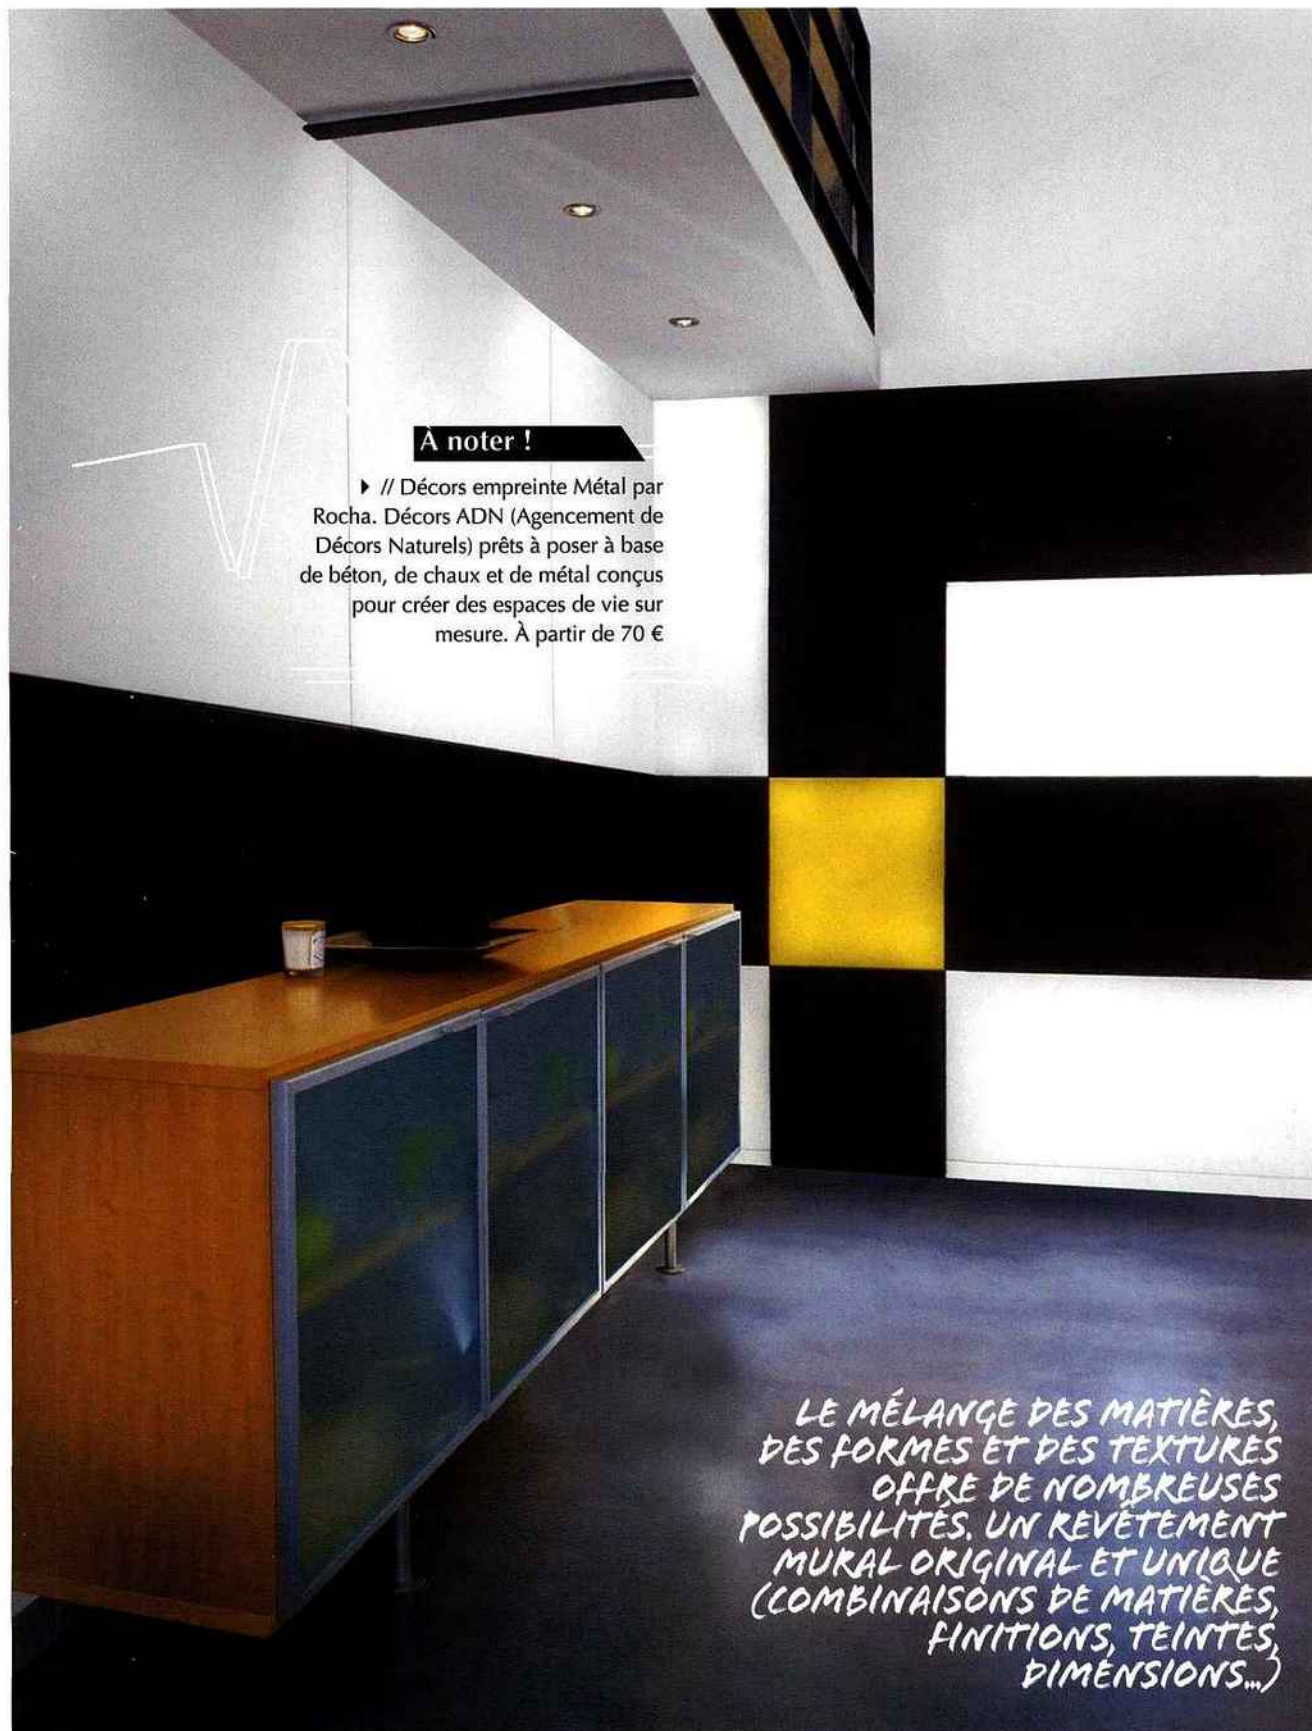 À noter !
▶ // Décors empreinte Métal par
Rocha. Décors ADN (Agencement de
Décors Naturels) prêts à poser à base
de béton, de chaux et de métal conçus
pour créer des espaces de vie sur
mesure. À partir de 70 €
LE MÉLANGE DES MATIÈRES,
DES FORMES ET DES TEXTURES
OFFRE DE NOMBREUSES
POSSIBILITÉS. UN REVÊTEMENT
MURAL ORIGINAL ET UNIQUE
(COMBINAISONS DE MATIÈRES,
FINITIONS, TEINTES,
DIMENSIONS...)